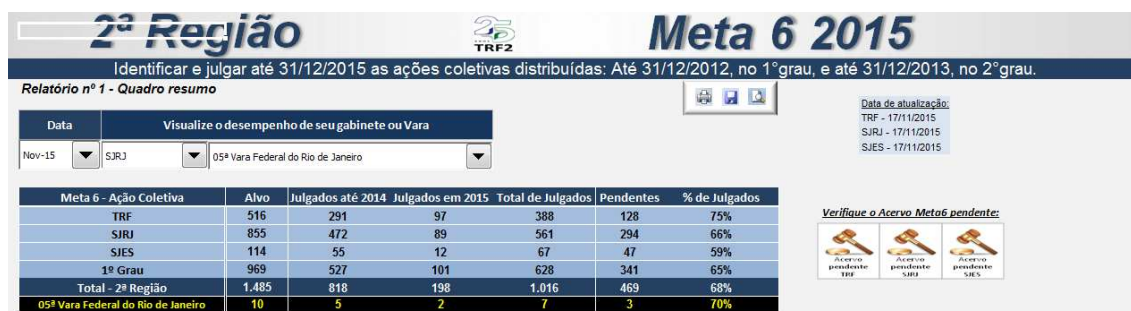 2ª Região
25
TRF2
Meta 6 2015
Identificar e julgar até 31/12/2015 as ações coletivas distribuídas: Até 31/12/2012, no 1°grau, e até 31/12/2013, no 2°grau.
Relatório nº 1 - Quadro resumo
Data de atualização:
TRF - 17/11/2015
SJRJ - 17/11/2015
SJES - 17/11/2015
Data Visualize o desempenho de seu gabinete ou Vara
Nov-15 SJRJ 05ª Vara Federal do Rio de Janeiro
Meta 6 - Ação Coletiva Alvo Julgados até 2014 Julgados em 2015 Total de Julgados Pendentes % de Julgados
TRF 516 291 97 388 128 75%
SJRJ 855 472 89 561 294 66%
SJES 114 55 12 67 47 59%
1º Grau 969 527 101 628 341 65%
Total - 2ª Região 1.485 818 198 1.016 469 68%
05ª Vara Federal do Rio de Janeiro 10 5 2 7 3 70%
Verifique o Acervo Meta6 pendente:
Acervo pendente TRF
Acervo pendente SJRJ
Acervo pendente SJES